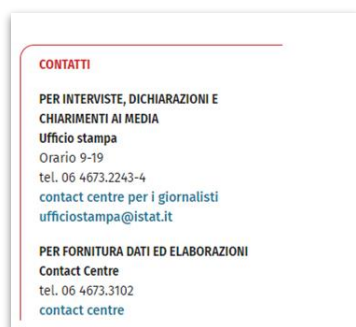 CONTATTI
PER INTERVISTE, DICHIARAZIONI E
CHIARIMENTI AI MEDIA
Ufficio stampa
Orario 9-19
tel. 06 4673.2243-4
contact centre per i giornalisti
ufficiostampa@istat.it
PER FORNITURA DATI ED ELABORAZIONI
Contact Centre
tel. 06 4673.3102
contact centre